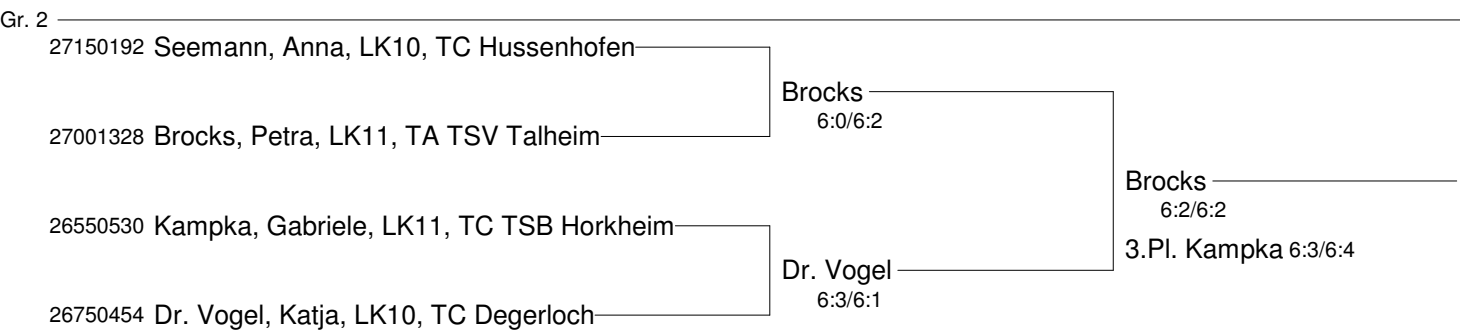 Gr. 2
27150192 Seemann, Anna, LK10, TC Hussenhofen
Brocks
6:0/6:2
27001328 Brocks, Petra, LK11, TA TSV Talheim
Brocks
6:2/6:2
26550530 Kampka, Gabriele, LK11, TC TSB Horkheim
3.Pl. Kampka 6:3/6:4
Dr. Vogel
6:3/6:1
26750454 Dr. Vogel, Katja, LK10, TC Degerloch